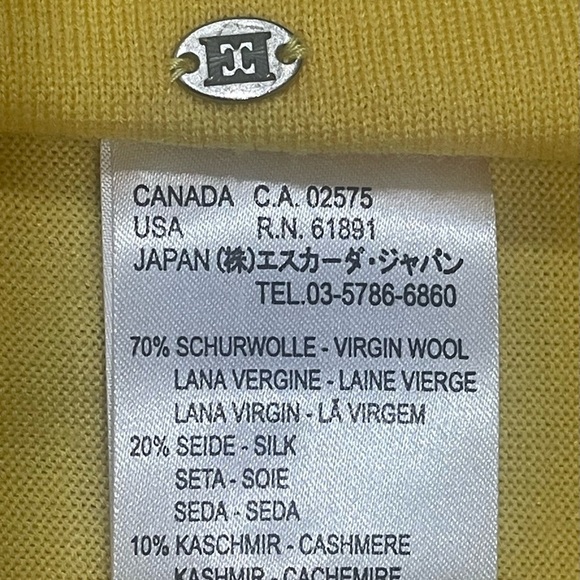 CANADA C.A. 02575
USA R.N. 61891
JAPAN (株)エスカーダ・ジャパン
TEL.03-5786-6860
70% SCHURWOLLE - VIRGIN WOOL
LANA VERGINE - LAINE VIERGE
LANA VIRGIN - LÃ VIRGEM
20% SEIDE - SILK
SETA - SOIE
SEDA - SEDA
10% KASCHMIR - CASHMERE
KASHMIR - CACHEMIRE